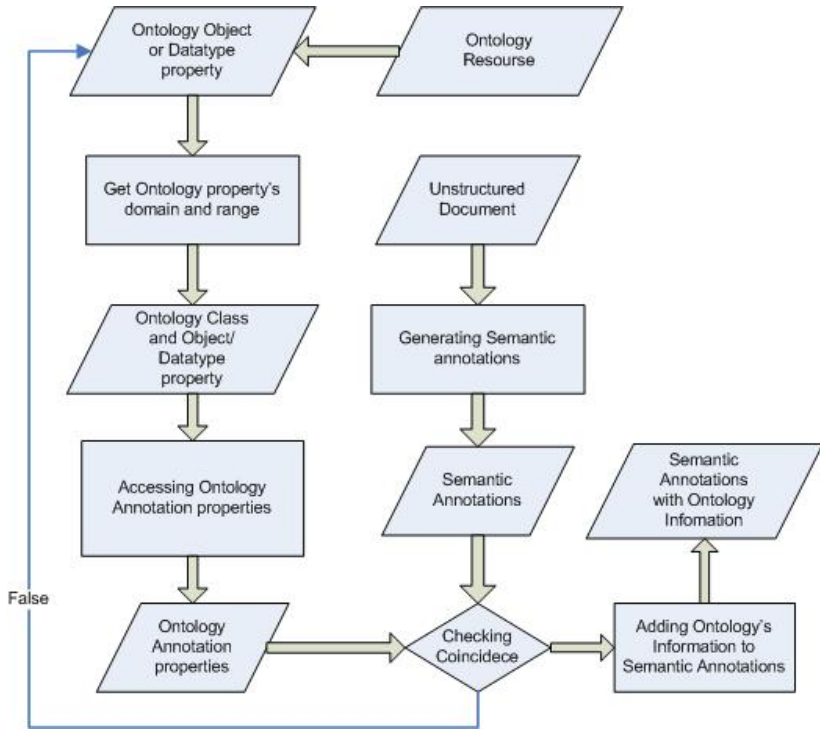 Ontology Object
or Datatype
property
Ontology
Resourse
Get Ontology property's
domain and range
Unstructured
Document
Ontology Class
and Object/
Datatype
property
Generating Semantic
annotations
Accessing Ontology
Annotation properties
Semantic
Annotations
Semantic
Annotations
with Ontology
Infomation
False
Ontology
Annotation
properties
Checking
Coincidece
Adding Ontology's
Information to
Semantic Annotations